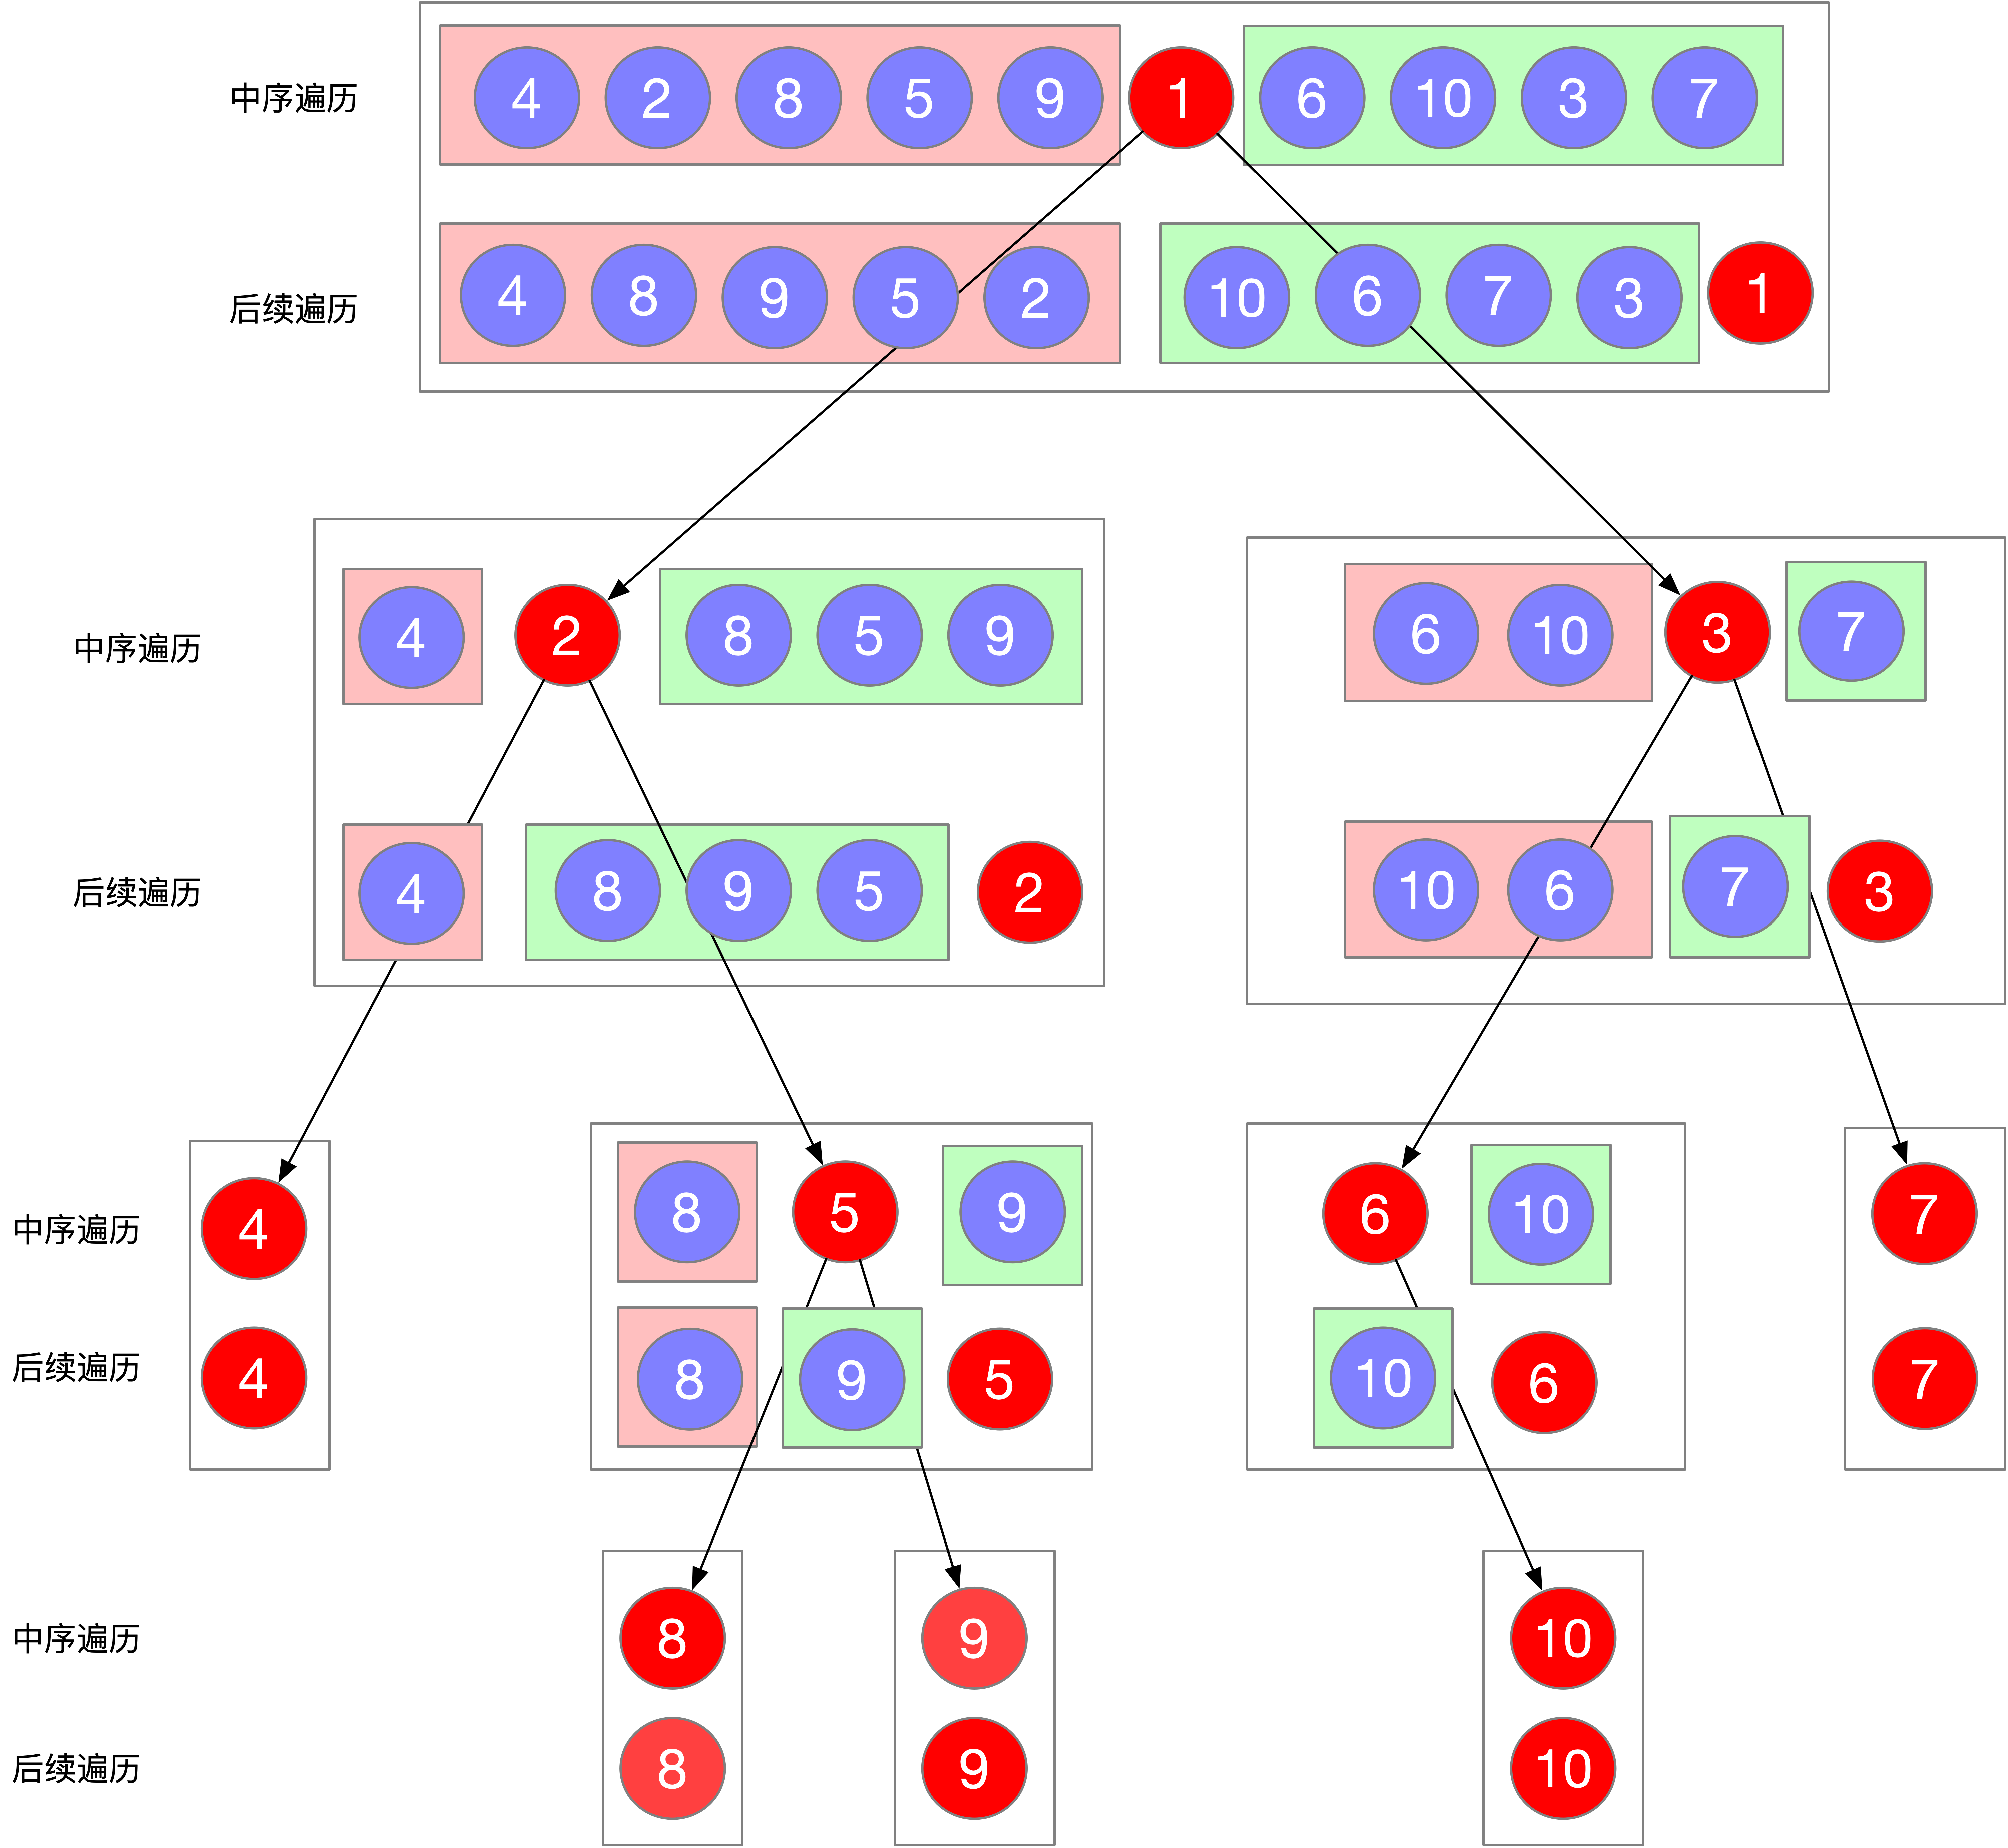 中序遍历 4 2 8 5 9 1 6 10 3 7
后续遍历 4 8 9 5 2 10 6 7 3 1
中序遍历 4 2 8 5 9 6 10 3 7
后续遍历 4 8 9 5 2 10 6 7 3
中序遍历 4 8 5 9 6 10 7
后续遍历 4 8 9 5 10 6 7
中序遍历 8 9 10
后续遍历 8 9 10